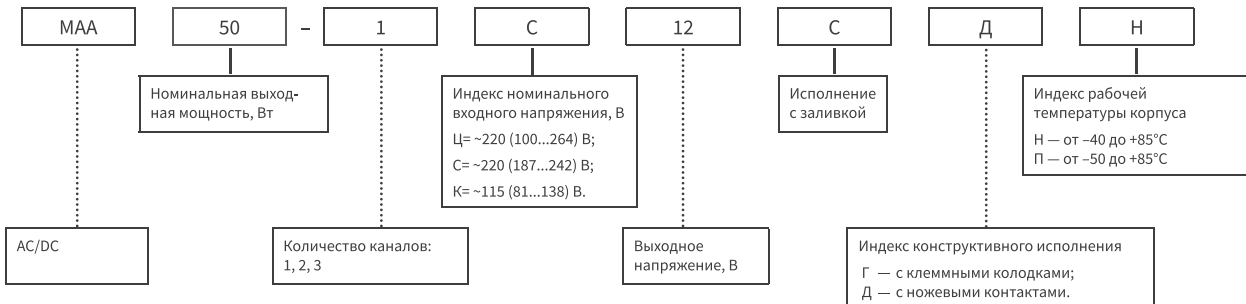 МАА 50 – 1 С 12 С Д Н
Номинальная выход-
ная мощность, Вт
Индекс номинального
входного напряжения, В
Ц= ~220 (100...264) В;
С= ~220 (187...242) В;
К= ~115 (81...138) В.
Исполнение
с заливкой
Индекс рабочей
температуры корпуса
Н — от –40 до +85°С
П — от –50 до +85°С
AC/DC
Количество каналов:
1, 2, 3
Выходное
напряжение, В
Индекс конструктивного исполнения
Г — с клеммными колодками;
Д — с ножевыми контактами.